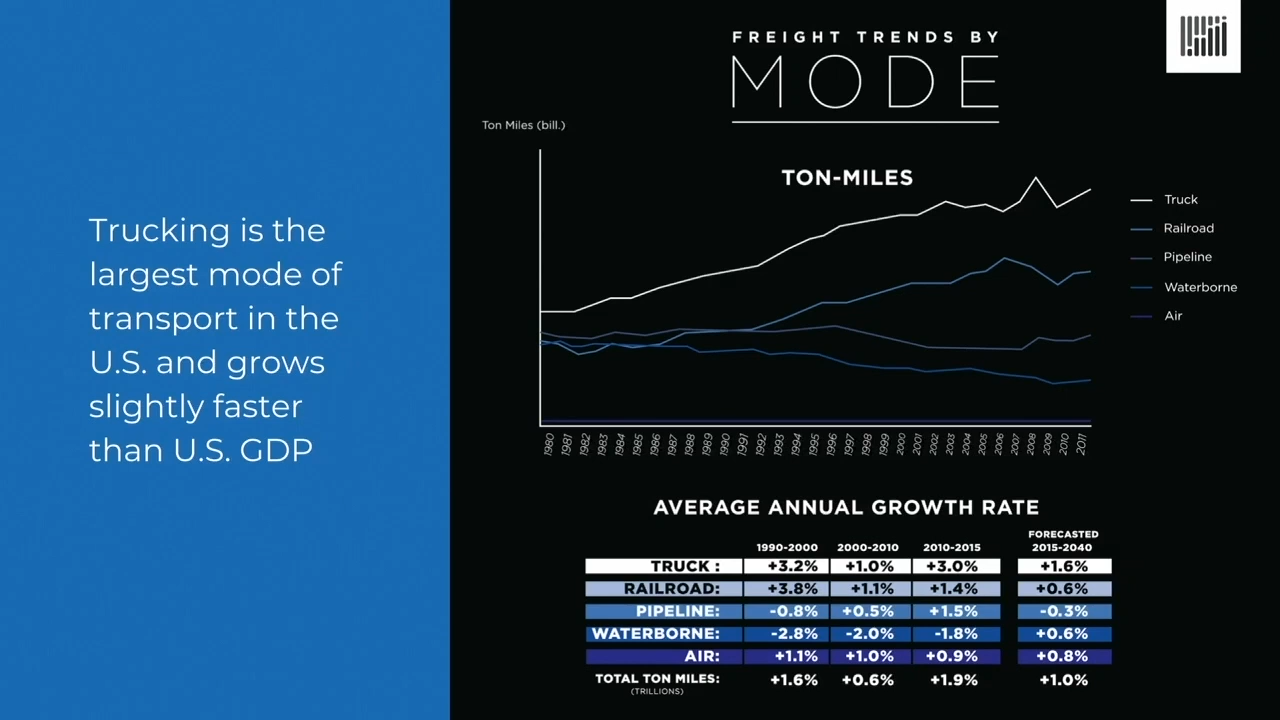 Trucking is the
largest mode of
transport in the
U.S. and grows
slightly faster
than U.S. GDP
FREIGHT TRENDS BY
MODE
Ton Miles (bill.)
TON-MILES
Truck
Railroad
Pipeline
Waterborne
Air
1980 1981 1982 1983 1984 1985 1986 1987 1988 1989 1990 1991 1992 1993 1994 1995 1996 1997 1998 1999 2000 2001 2002 2003 2004 2005 2006 2007 2008 2009 2010 2011
AVERAGE ANNUAL GROWTH RATE
1990-2000 2000-2010 2010-2015 FORECASTED 2015-2040
TRUCK : +3.2% +1.0% +3.0% +1.6%
RAILROAD: +3.8% +1.1% +1.4% +0.6%
PIPELINE: -0.8% +0.5% +1.5% -0.3%
WATERBORNE: -2.8% -2.0% -1.8% +0.6%
AIR: +1.1% +1.0% +0.9% +0.8%
TOTAL TON MILES: +1.6% +0.6% +1.9% +1.0%
(TRILLIONS)